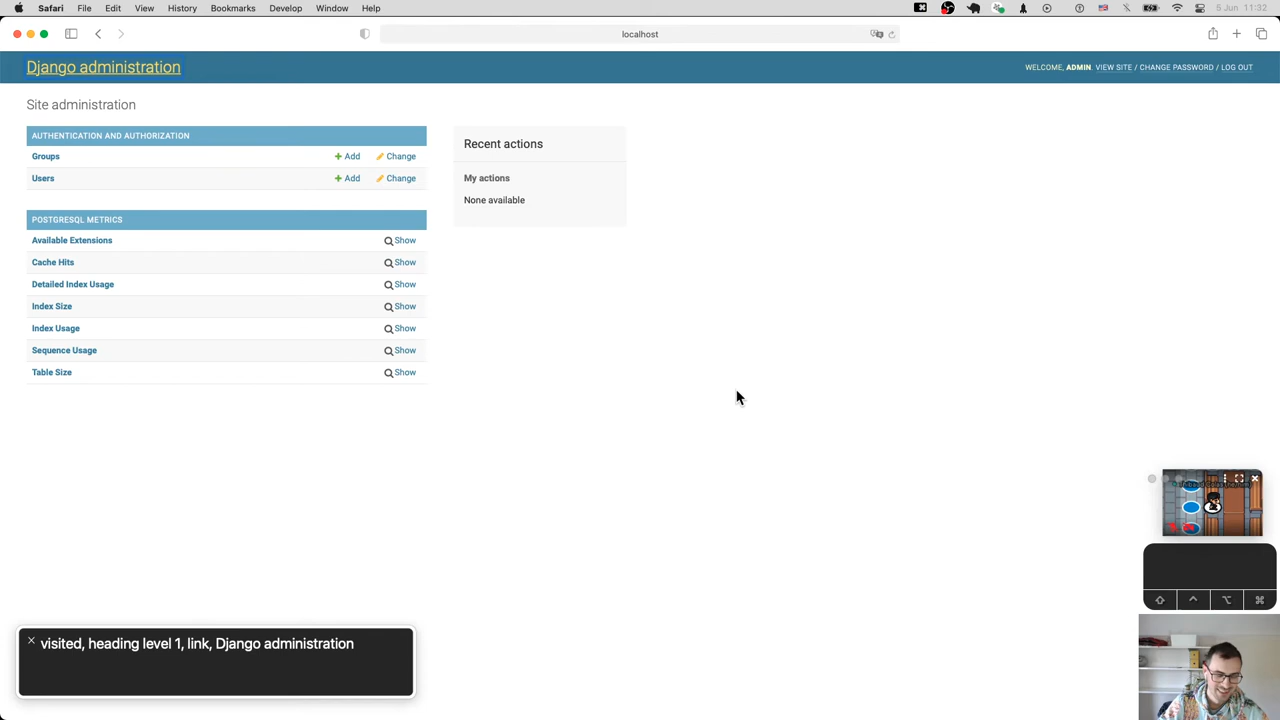 Safari File Edit View History Bookmarks Develop Window Help
5 Jun 11:32
localhost
Django administration
WELCOME, ADMIN. VIEW SITE / CHANGE PASSWORD / LOG OUT
Site administration
AUTHENTICATION AND AUTHORIZATION
Groups Add Change
Users Add Change
POSTGRESQL METRICS
Available Extensions Show
Cache Hits Show
Detailed Index Usage Show
Index Size Show
Index Usage Show
Sequence Usage Show
Table Size Show
Recent actions
My actions
None available
visited, heading level 1, link, Django administration